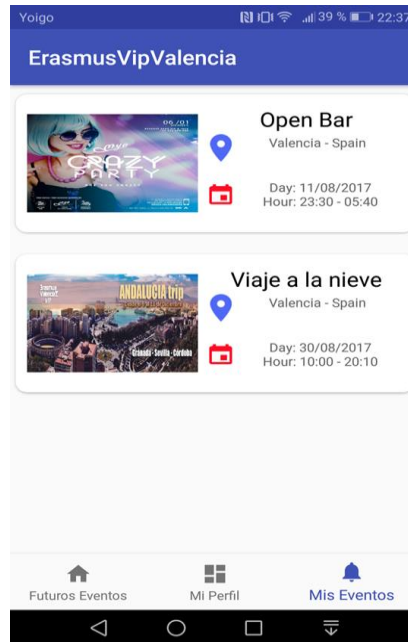 Yoigo 39 % 22:37
ErasmusVipValencia
06/01
CRAZY
PARTY
Open Bar
Valencia - Spain
Day: 11/08/2017
Hour: 23:30 - 05:40
ANDALUCIA trip
Granada - Sevilla - Córdoba
Viaje a la nieve
Valencia - Spain
Day: 30/08/2017
Hour: 10:00 - 20:10
Futuros Eventos Mi Perfil Mis Eventos